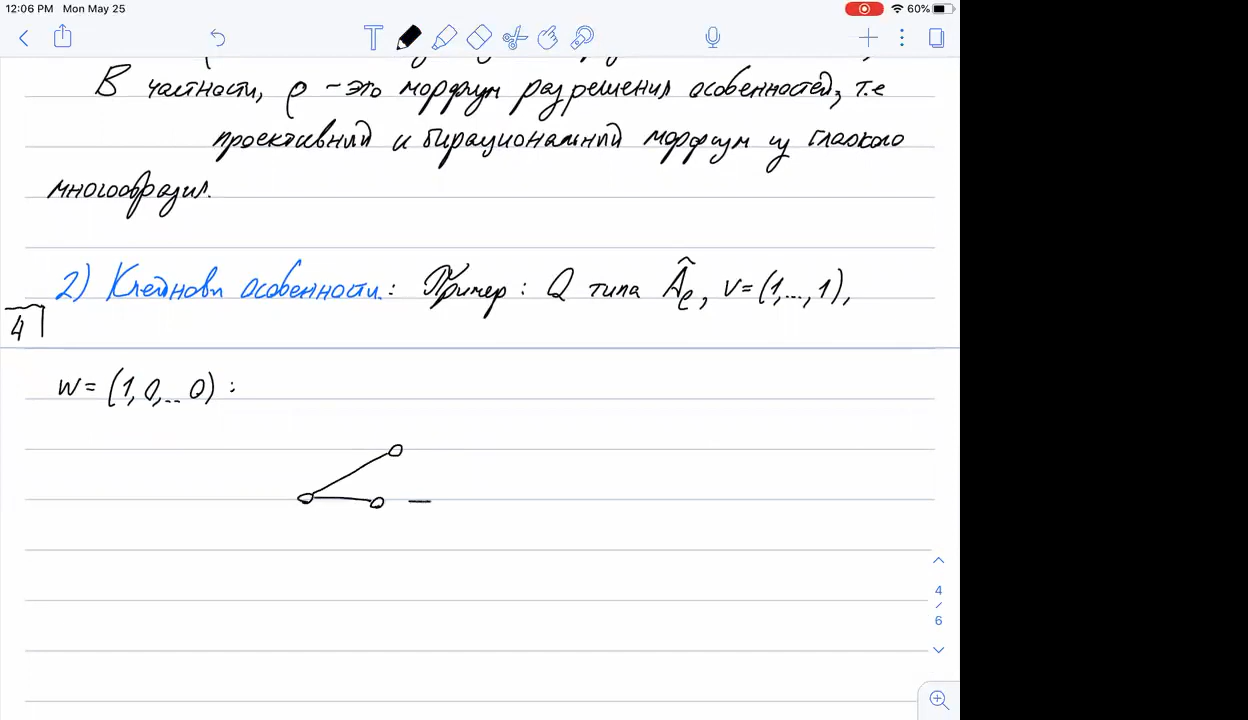 12:06 PM Mon May 25
60%
В частности, ρ – это морфизм разрешения особенностей, т.е
проективный и бирациональный морфизм из гладкого
многообразия.
2) Клейновы особенности: Пример: Q типа Â_ℓ, v=(1,...,1),
4
w = (1, 0,... 0) :
4
/
6